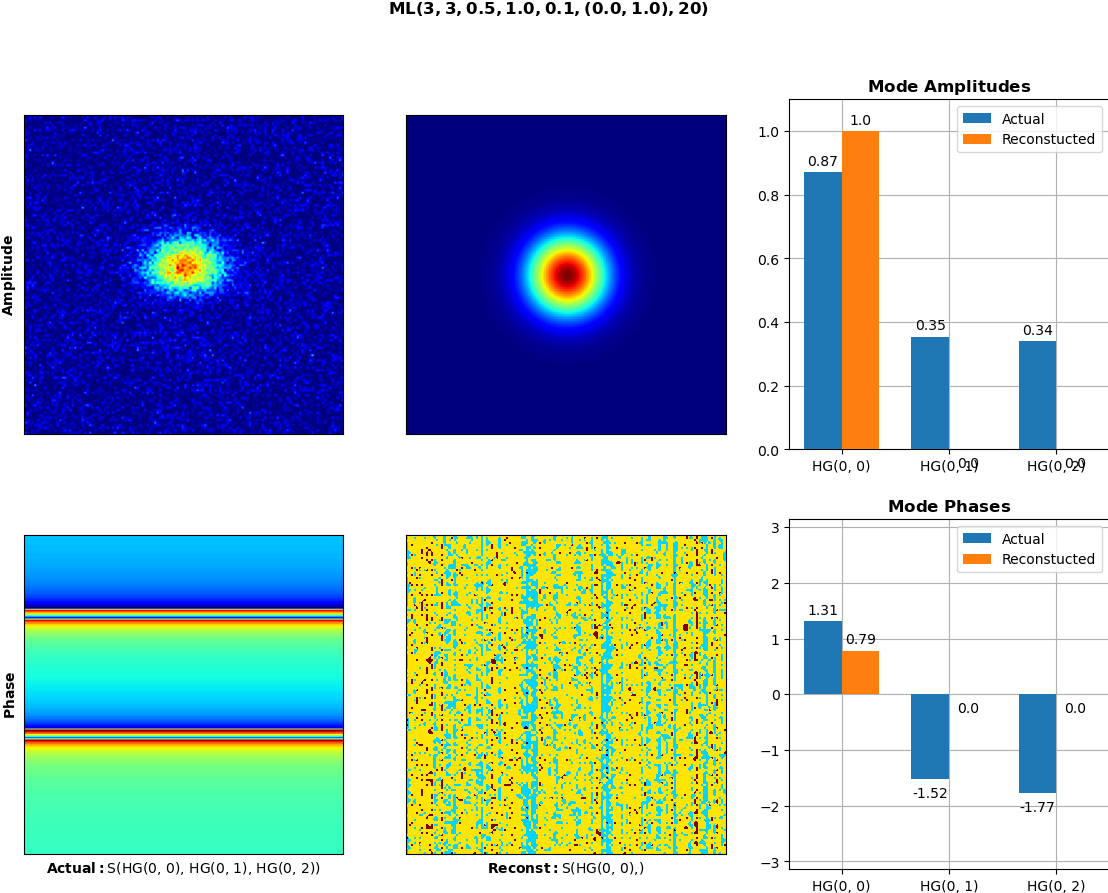 ML(3, 3, 0.5, 1.0, 0.1, (0.0, 1.0), 20)
Amplitude
Mode Amplitudes
Actual
Reconstucted
1.0
0.8
0.6
0.4
0.2
0.0
0.87
1.0
0.35
0.0
0.34
0.0
HG(0, 0)
HG(0, 1)
HG(0, 2)
Phase
Actual: S(HG(0, 0), HG(0, 1), HG(0, 2))
Reconst: S(HG(0, 0),)
Mode Phases
Actual
Reconstucted
3
2
1
0
−1
−2
−3
1.31
0.79
-1.52
0.0
-1.77
0.0
HG(0, 0)
HG(0, 1)
HG(0, 2)